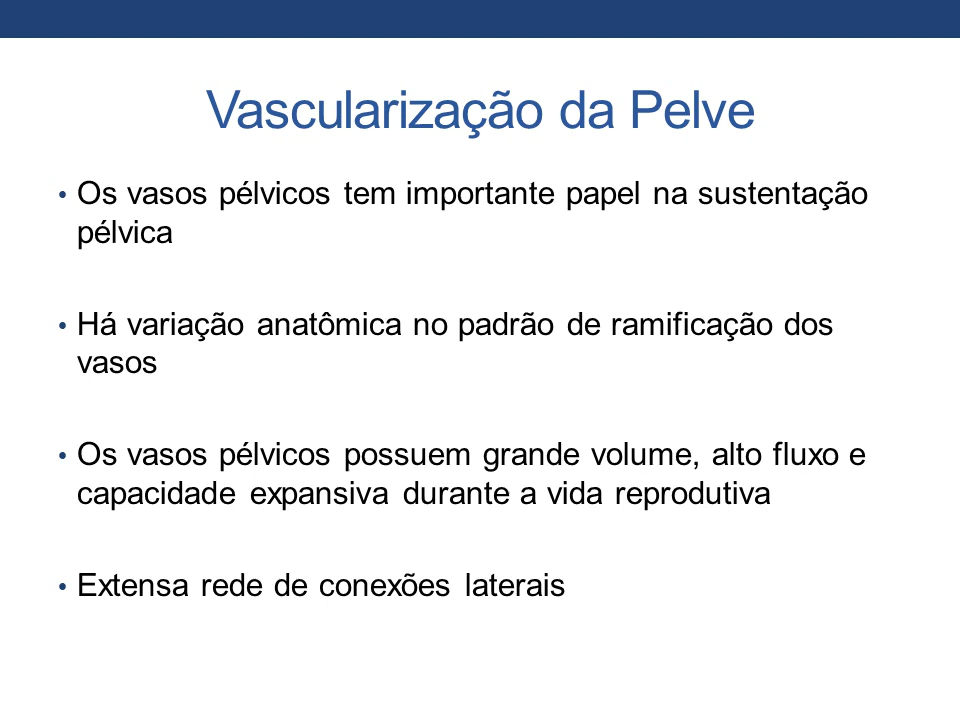 Vascularização da Pelve
• Os vasos pélvicos tem importante papel na sustentação
pélvica
• Há variação anatômica no padrão de ramificação dos
vasos
• Os vasos pélvicos possuem grande volume, alto fluxo e
capacidade expansiva durante a vida reprodutiva
• Extensa rede de conexões laterais